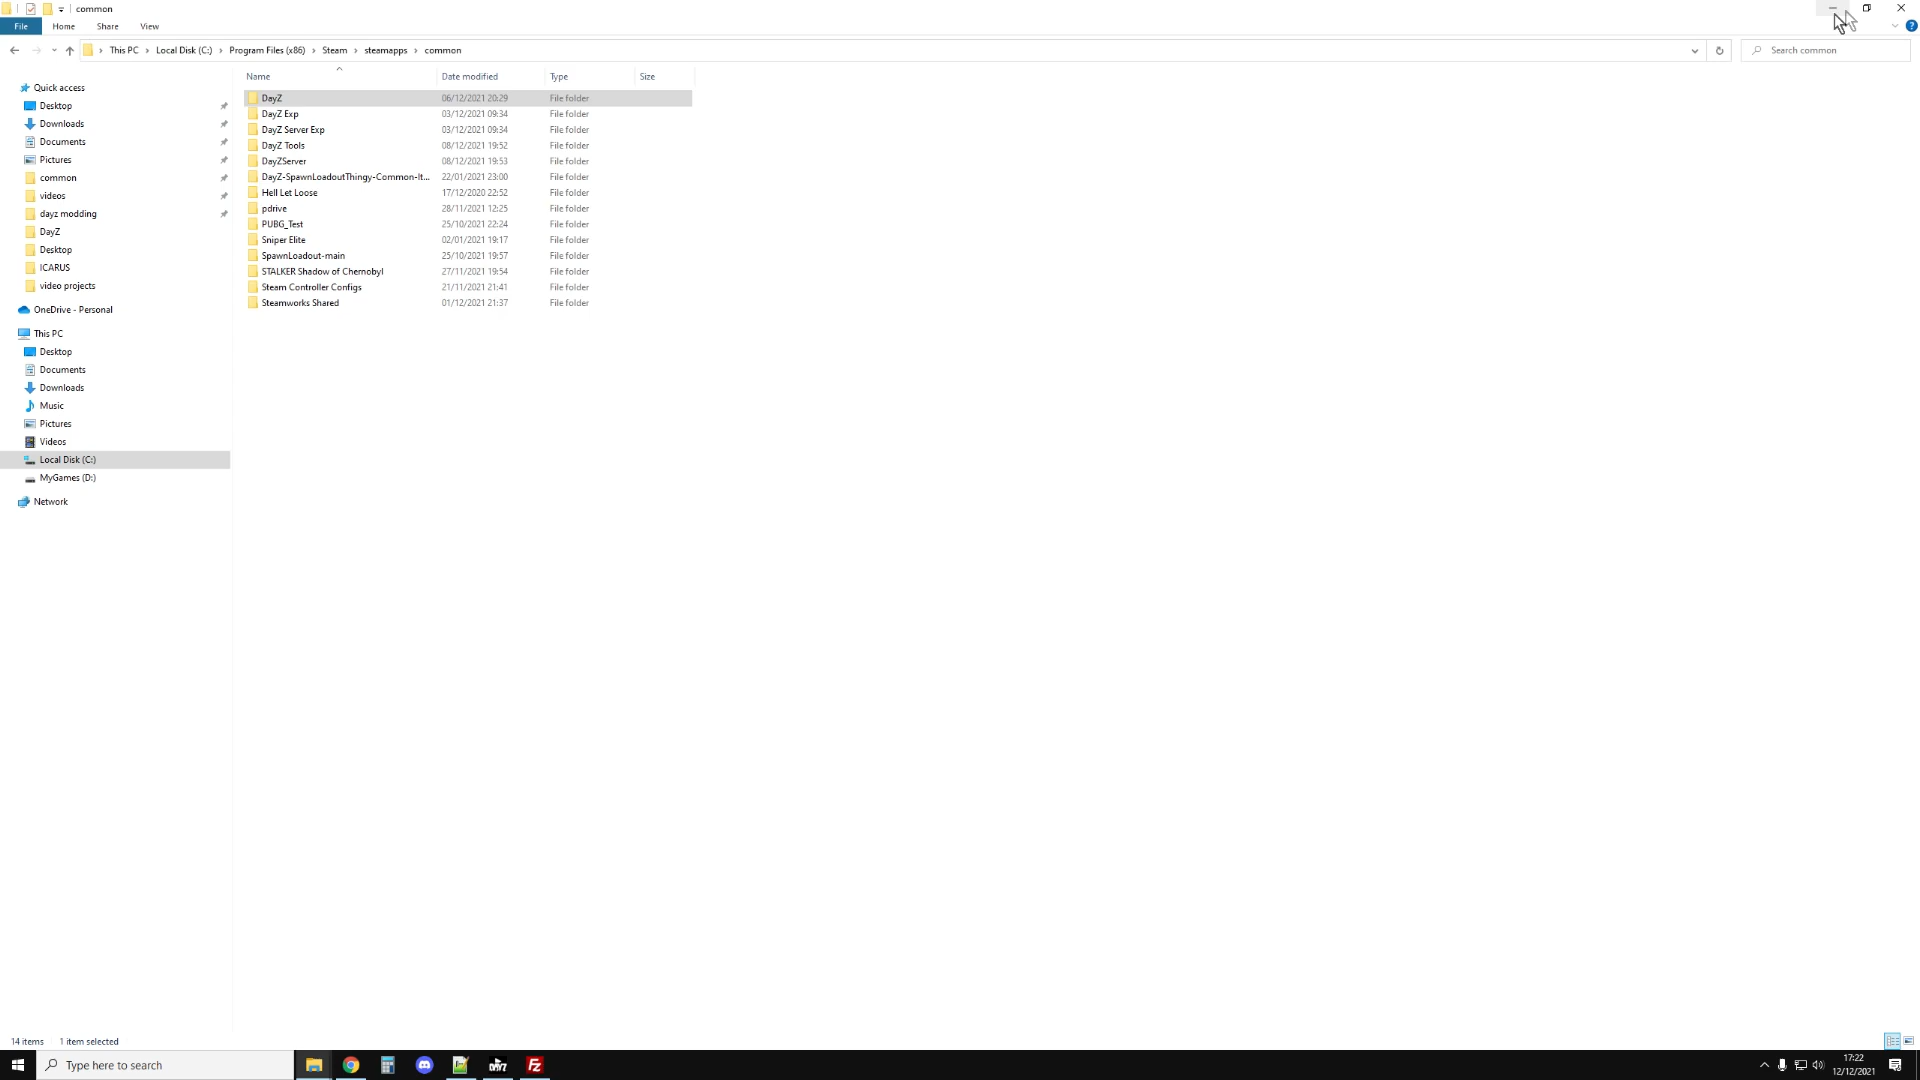 common
File Home Share View
This PC Local Disk (C:) Program Files (x86) Steam steamapps common
Search common
Name Date modified Type Size
Quick access
Desktop
Downloads
Documents
Pictures
common
videos
dayz modding
DayZ
Desktop
ICARUS
video projects
OneDrive - Personal
This PC
Desktop
Documents
Downloads
Music
Pictures
Videos
Local Disk (C:)
MyGames (D:)
Network
DayZ 06/12/2021 20:29 File folder
DayZ Exp 03/12/2021 09:34 File folder
DayZ Server Exp 03/12/2021 09:34 File folder
DayZ Tools 08/12/2021 19:52 File folder
DayZServer 08/12/2021 19:53 File folder
DayZ-SpawnLoadoutThingy-Common-It... 22/01/2021 23:00 File folder
Hell Let Loose 17/12/2020 22:52 File folder
pdrive 28/11/2021 12:25 File folder
PUBG_Test 25/10/2021 22:24 File folder
Sniper Elite 02/01/2021 19:17 File folder
SpawnLoadout-main 25/10/2021 19:57 File folder
STALKER Shadow of Chernobyl 27/11/2021 19:54 File folder
Steam Controller Configs 21/11/2021 21:41 File folder
Steamworks Shared 01/12/2021 21:37 File folder
14 items 1 item selected
Type here to search
17:22
12/12/2021